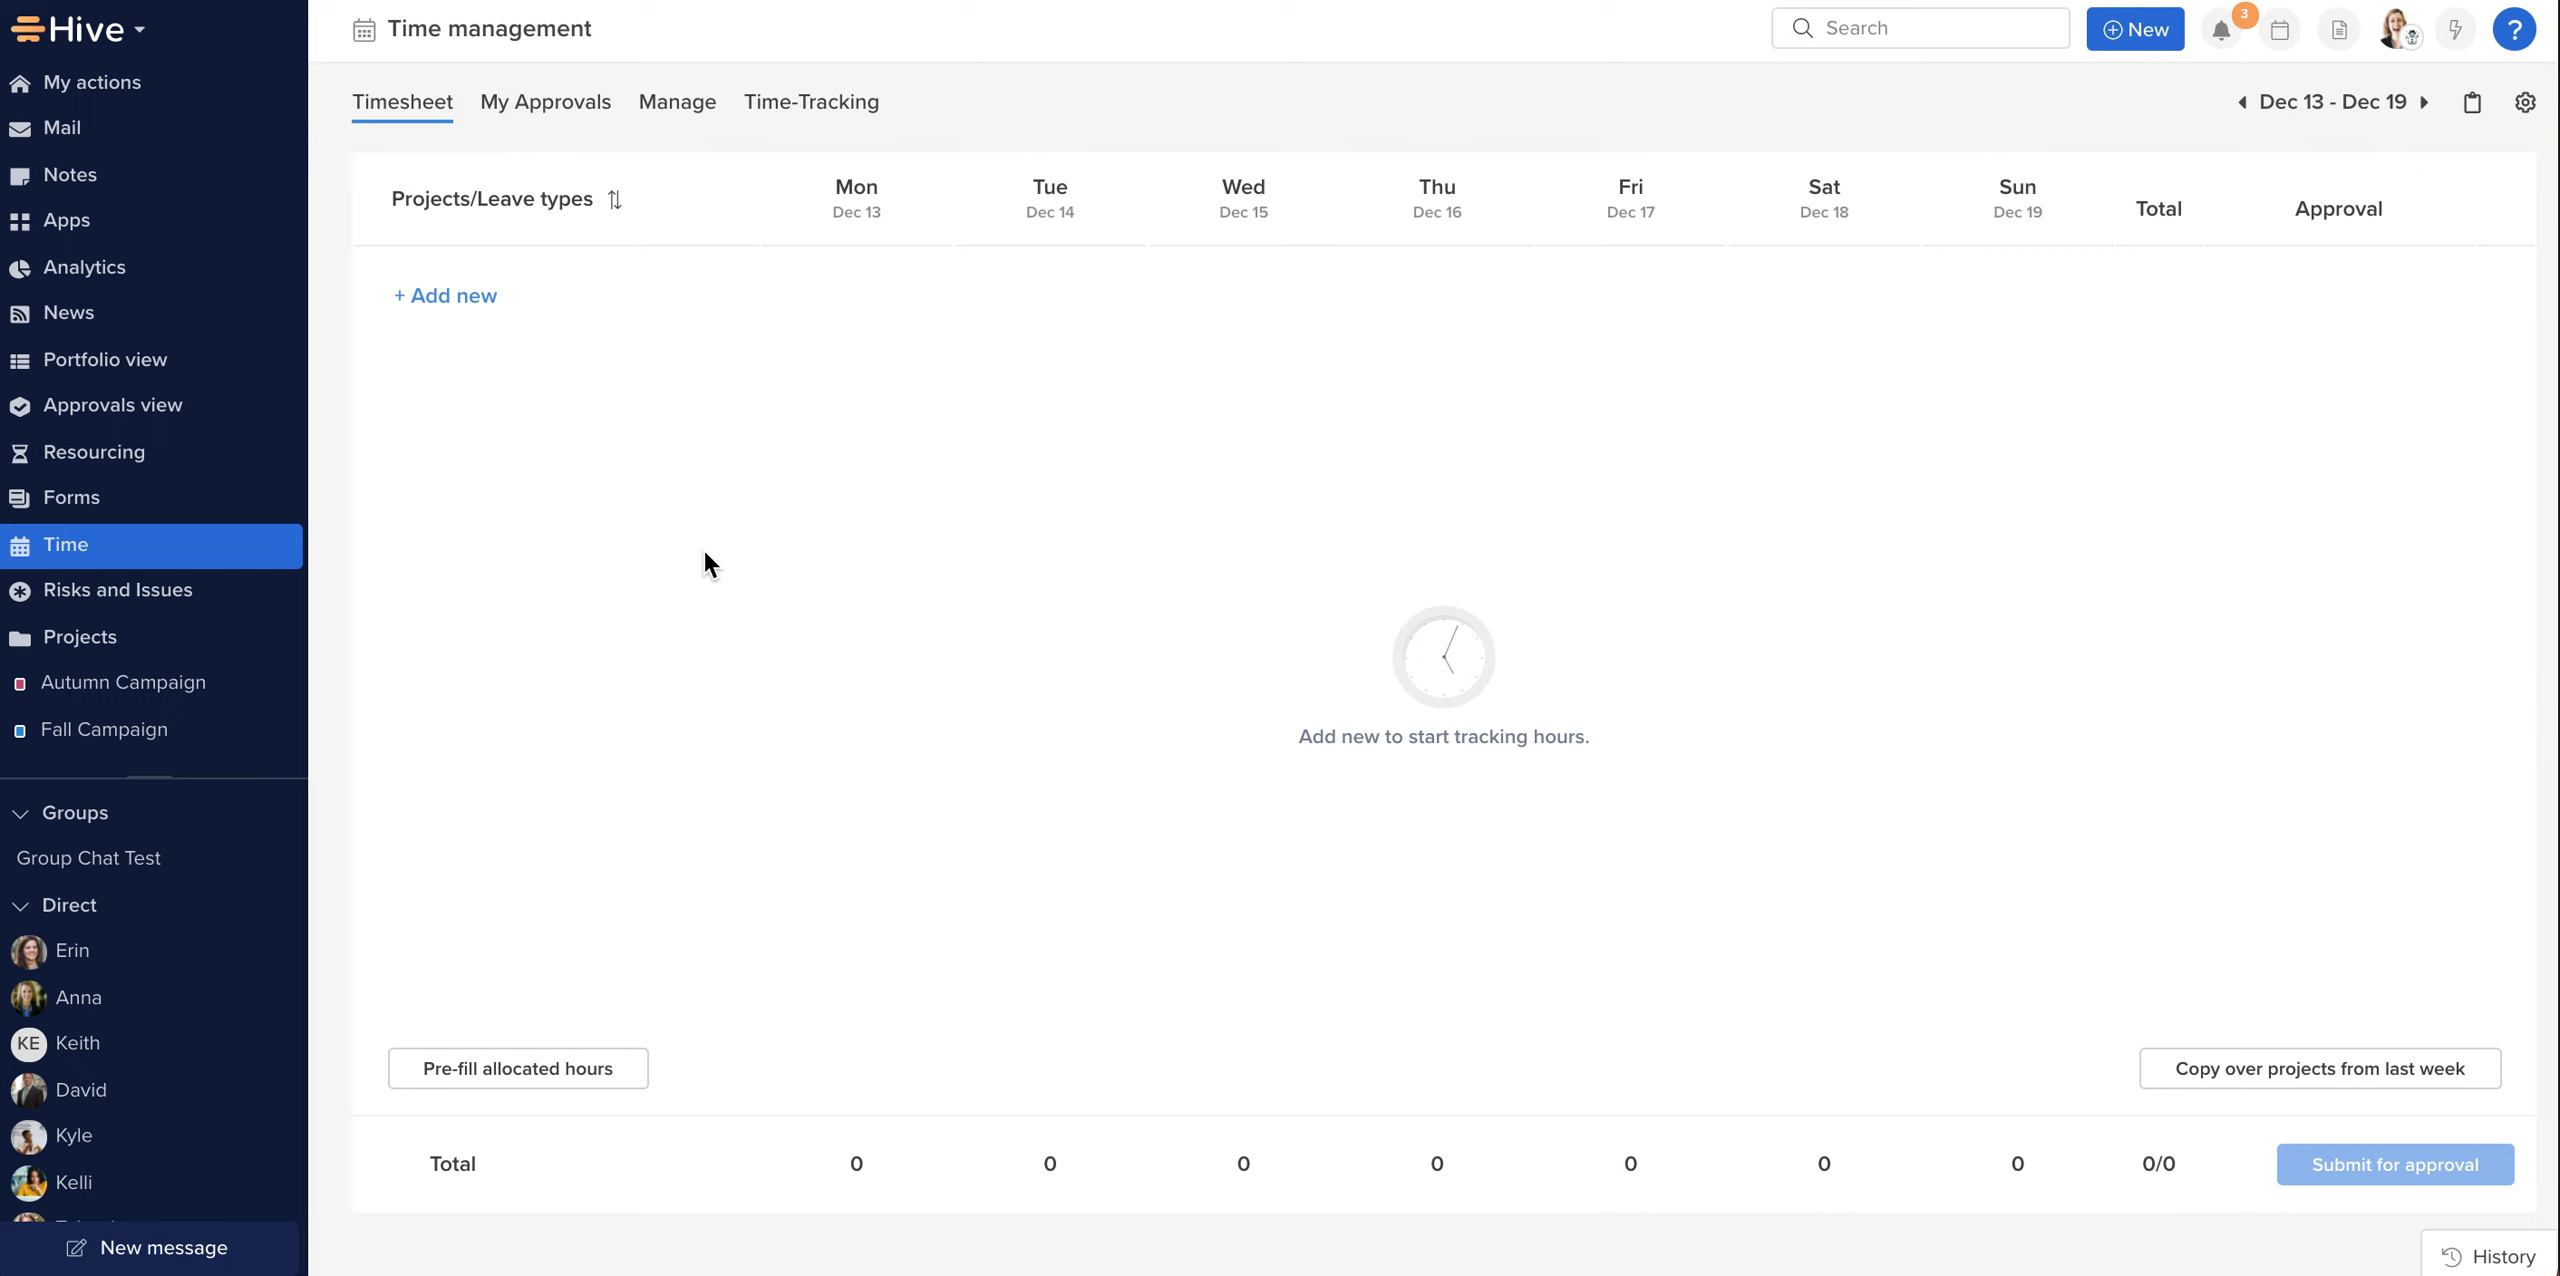 Hive
My actions
Mail
Notes
Apps
Analytics
News
Portfolio view
Approvals view
Resourcing
Forms
Time
Risks and Issues
Projects
Autumn Campaign
Fall Campaign
Groups
Group Chat Test
Direct
Erin
Anna
KE Keith
David
Kyle
Kelli
New message
Time management
Search
New
3
?
Timesheet My Approvals Manage Time-Tracking
Dec 13 - Dec 19
Projects/Leave types
Mon Tue Wed Thu Fri Sat Sun
Dec 13 Dec 14 Dec 15 Dec 16 Dec 17 Dec 18 Dec 19
Total Approval
+ Add new
Add new to start tracking hours.
Pre-fill allocated hours
Copy over projects from last week
Total 0 0 0 0 0 0 0 0/0
Submit for approval
History